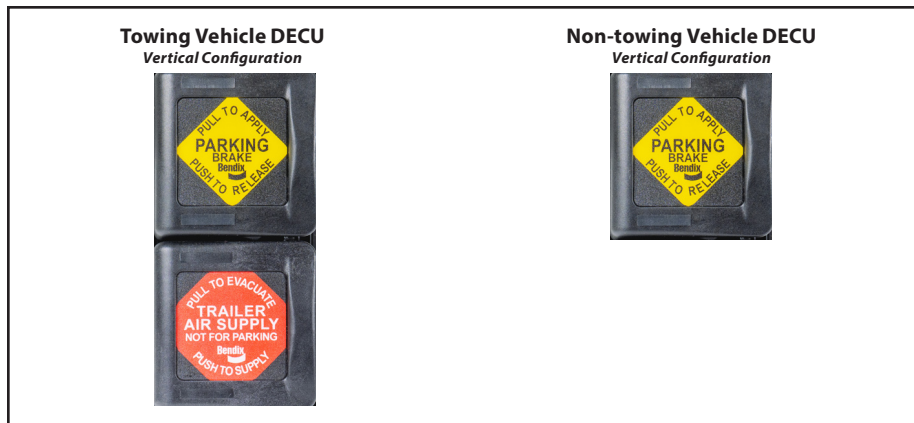 Towing Vehicle DECU
Vertical Configuration
PULL TO APPLY
PARKING
BRAKE
Bendix
PUSH TO RELEASE
PULL TO EVACUATE
TRAILER
AIR SUPPLY
NOT FOR PARKING
Bendix
PUSH TO SUPPLY
Non-towing Vehicle DECU
Vertical Configuration
PULL TO APPLY
PARKING
BRAKE
Bendix
PUSH TO RELEASE